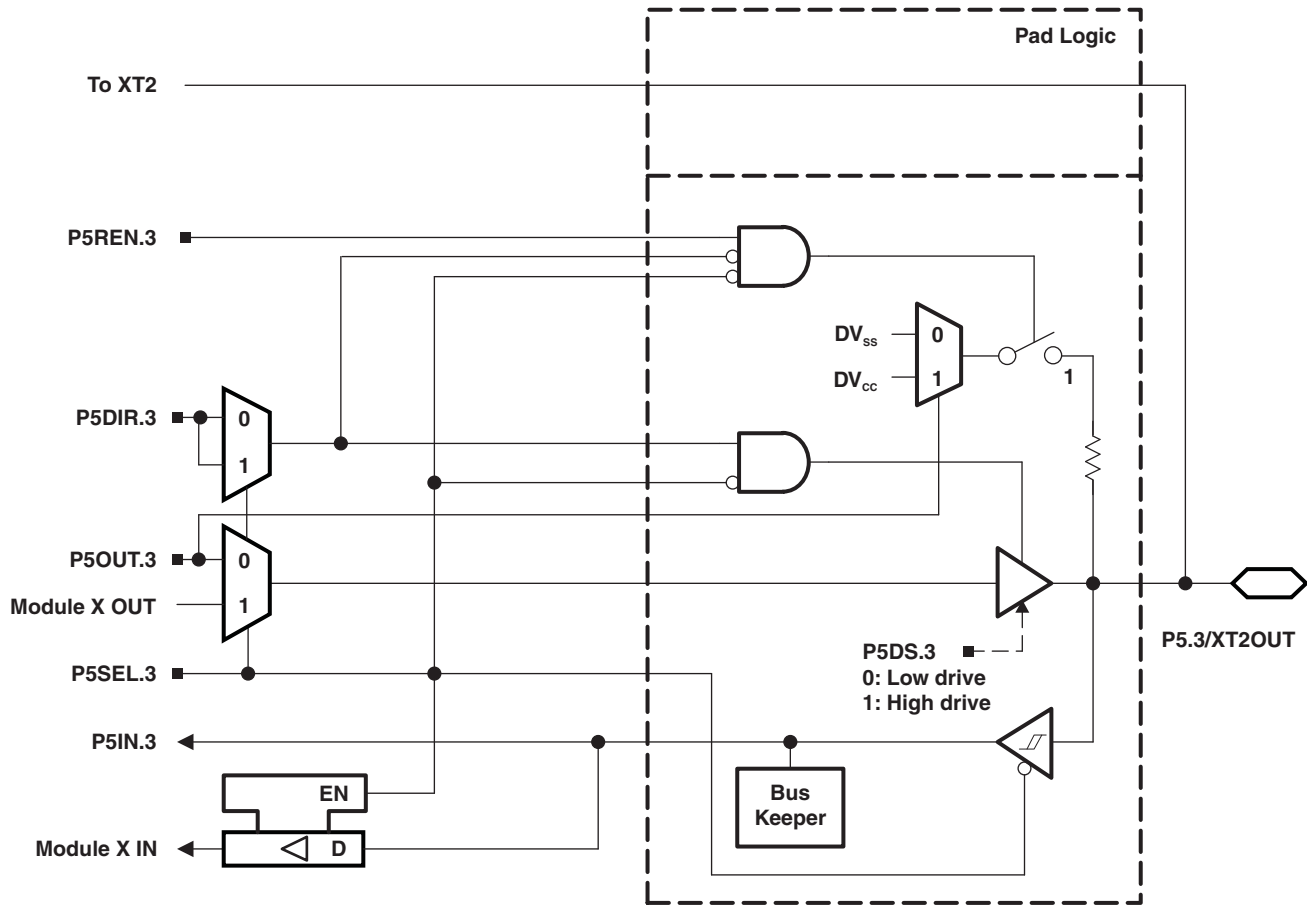 Pad Logic
To XT2
P5REN.3
DVss
0
DVcc
1
1
P5DIR.3
0
1
P5OUT.3
0
Module X OUT
1
P5.3/XT2OUT
P5DS.3
0: Low drive
1: High drive
P5SEL.3
P5IN.3
EN
Bus
Keeper
Module X IN
D